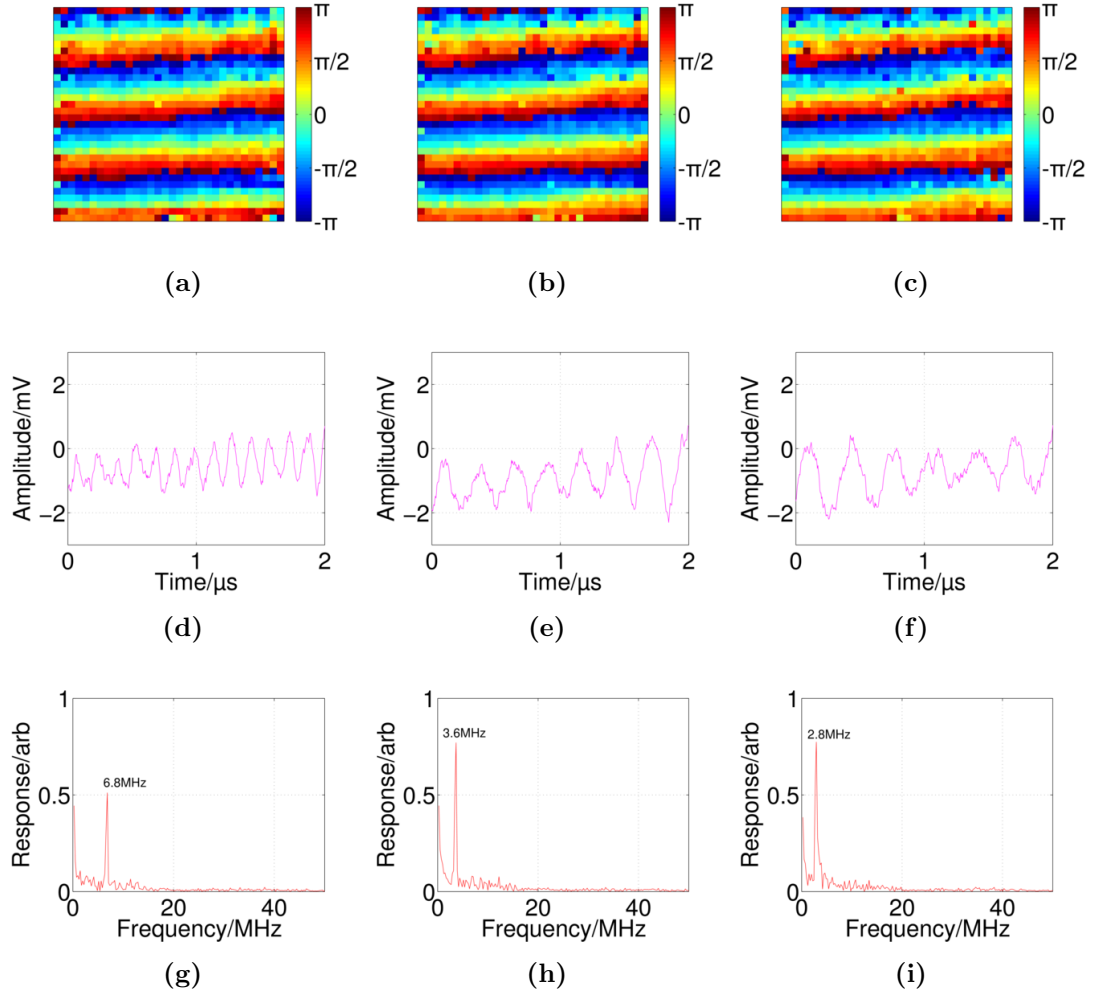 π
π/2
0
-π/2
-π
π
π/2
0
-π/2
-π
π
π/2
0
-π/2
-π
(a)
(b)
(c)
Amplitude/mV
2
0
−2
0
1
2
Time/μs
Amplitude/mV
2
0
−2
0
1
2
Time/μs
Amplitude/mV
2
0
−2
0
1
2
Time/μs
(d)
(e)
(f)
Response/arb
1
0.5
0
6.8MHz
0
20
40
Frequency/MHz
Response/arb
1
0.5
0
3.6MHz
0
20
40
Frequency/MHz
Response/arb
1
0.5
0
2.8MHz
0
20
40
Frequency/MHz
(g)
(h)
(i)